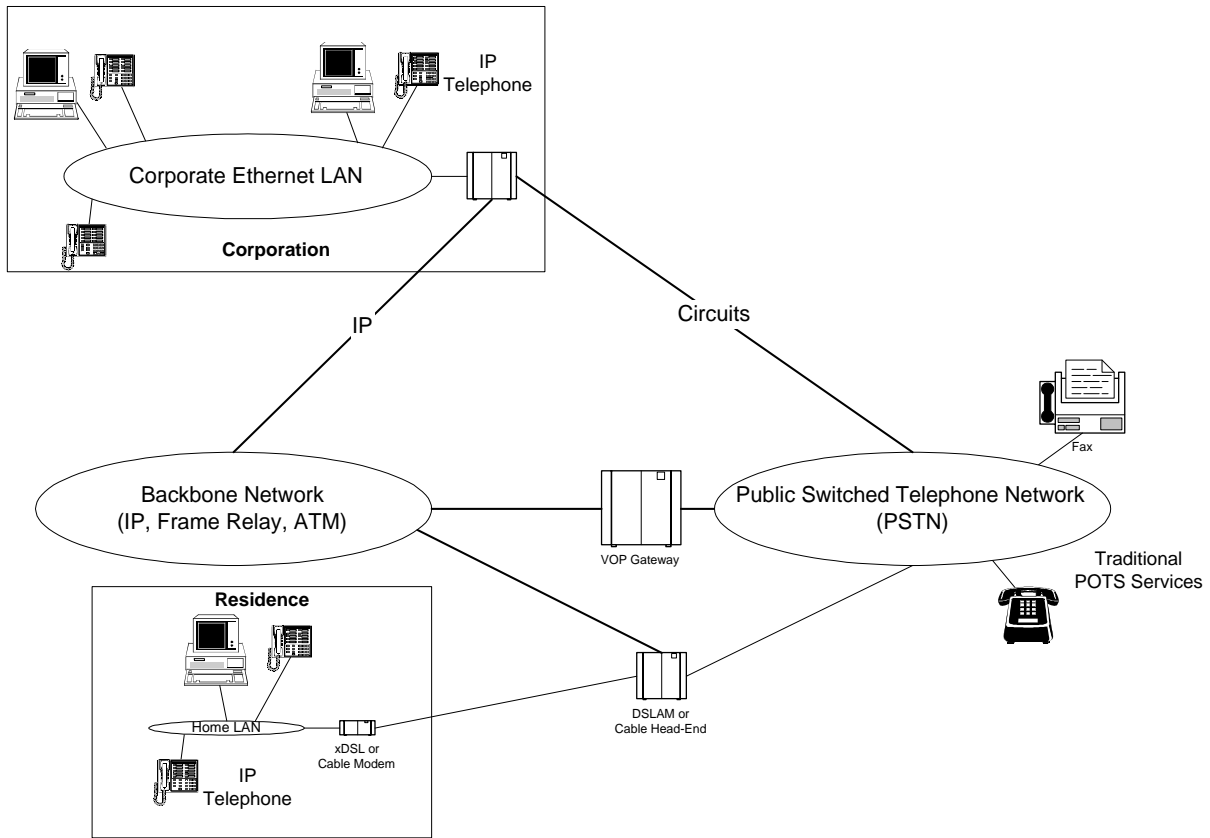 IP
Telephone
Corporate Ethernet LAN
Corporation
IP
Circuits
Fax
Backbone Network
(IP, Frame Relay, ATM)
Public Switched Telephone Network
(PSTN)
VOP Gateway
Traditional
POTS Services
Residence
Home LAN
xDSL or
Cable Modem
DSLAM or
Cable Head-End
IP
Telephone